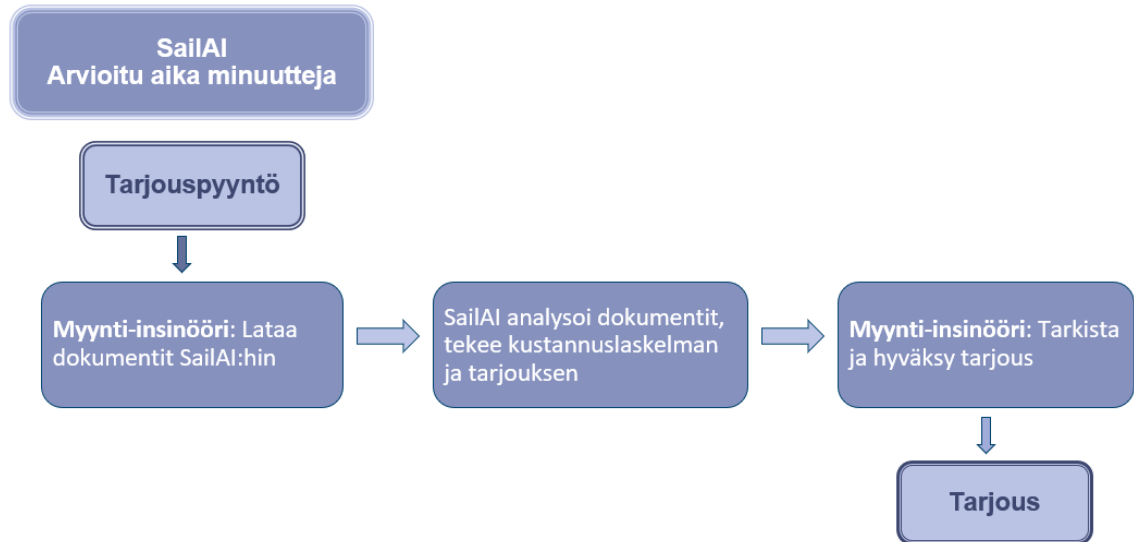 SailAI
Arvioitu aika minuutteja
Tarjouspyyntö
Myynti-insinööri: Lataa
dokumentit SailAI:hin
SailAI analysoi dokumentit,
tekee kustannuslaskelman
ja tarjouksen
Myynti-insinööri: Tarkista
ja hyväksy tarjous
Tarjous